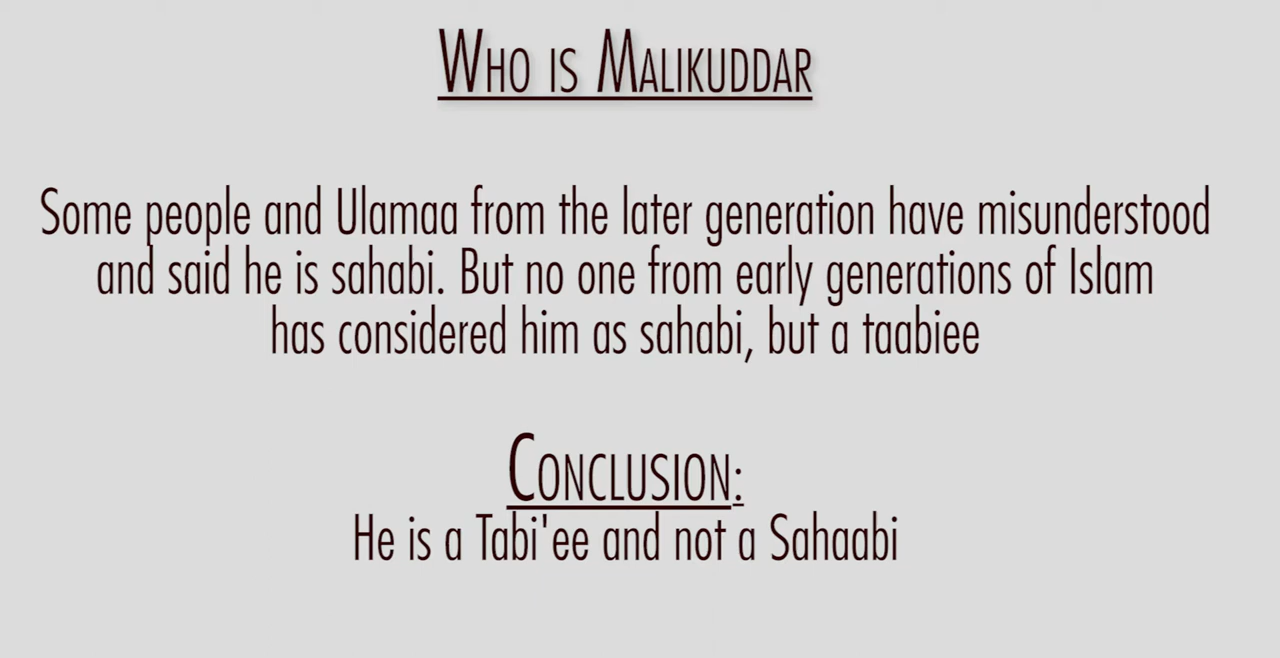 Who is Malikuddar
Some people and Ulamaa from the later generation have misunderstood
and said he is sahabi. But no one from early generations of Islam
has considered him as sahabi, but a taabiee
Conclusion:
He is a Tabi'ee and not a Sahaabi